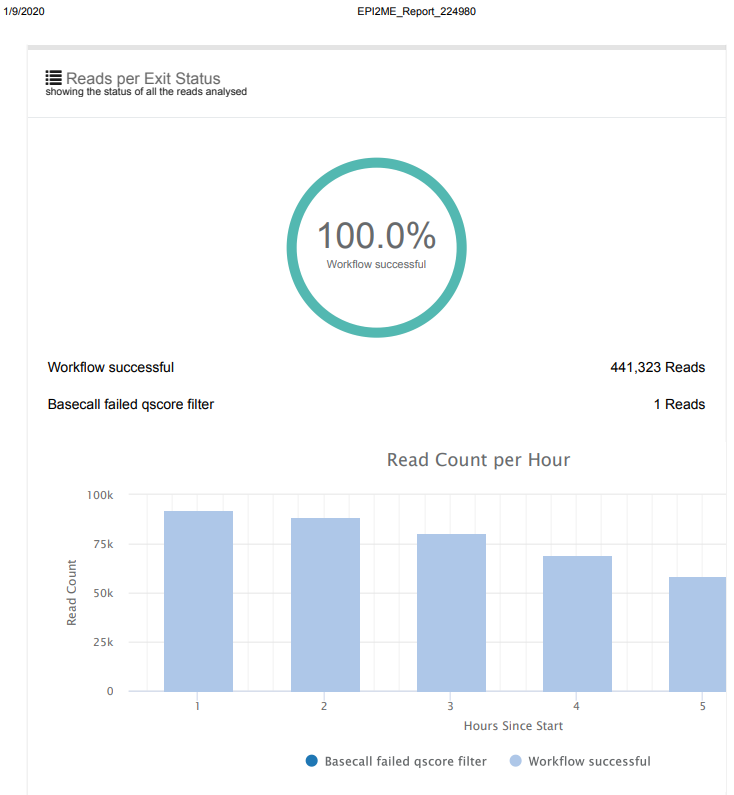 1/9/2020 EPI2ME_Report_224980
Reads per Exit Status
showing the status of all the reads analysed
100.0%
Workflow successful
Workflow successful 441,323 Reads
Basecall failed qscore filter 1 Reads
Read Count per Hour
100k
75k
50k
25k
0
Read Count
1 2 3 4 5
Hours Since Start
Basecall failed qscore filter Workflow successful